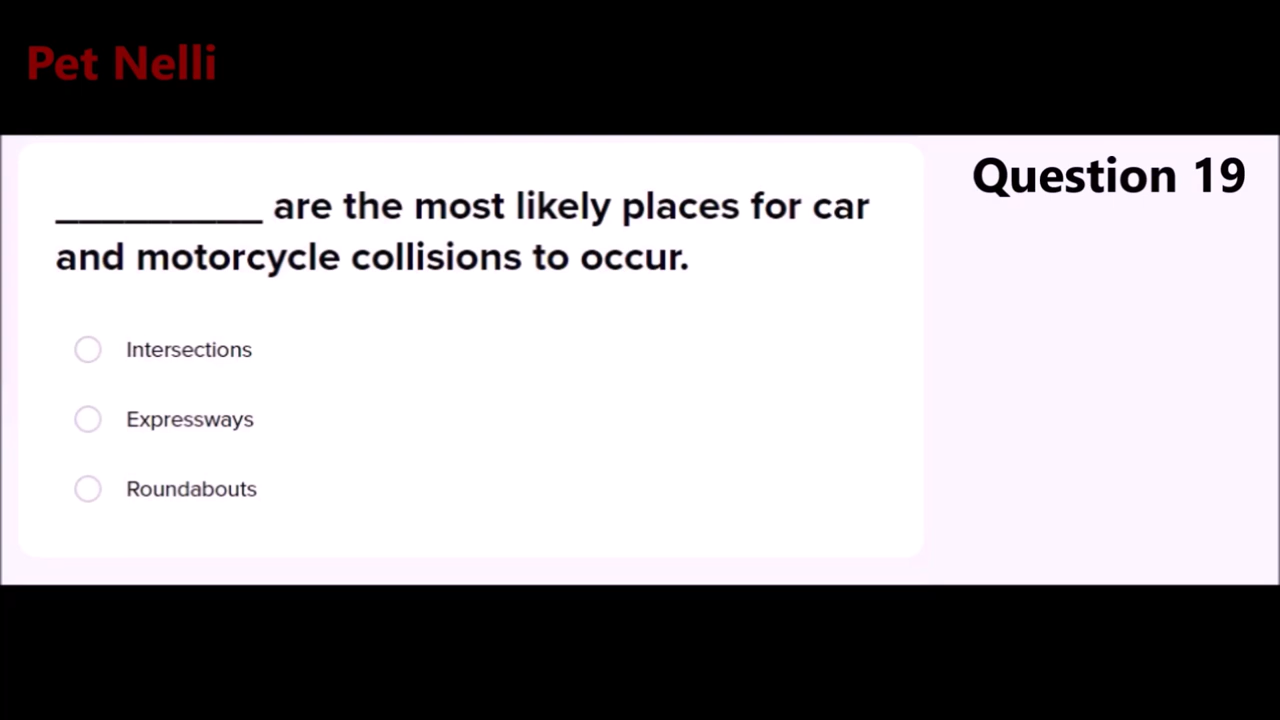 Pet Nelli
Question 19
_________ are the most likely places for car
and motorcycle collisions to occur.
Intersections
Expressways
Roundabouts